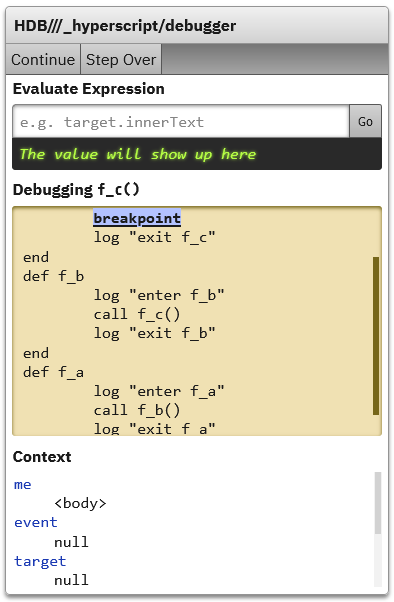 HDB///_hyperscript/debugger
Continue Step Over
Evaluate Expression
e.g. target.innerText Go
The value will show up here
Debugging f_c()
breakpoint
log "exit f_c"
end
def f_b
log "enter f_b"
call f_c()
log "exit f_b"
end
def f_a
log "enter f_a"
call f_b()
log "exit f_a"
Context
me
<body>
event
null
target
null